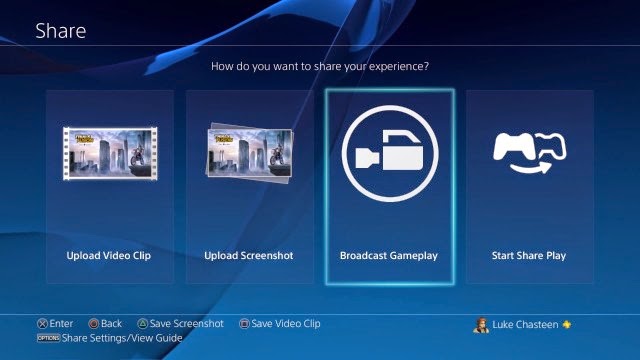 Share
How do you want to share your experience?
Upload Video Clip
Upload Screenshot
Broadcast Gameplay
Start Share Play
Enter Back Save Screenshot Save Video Clip
OPTIONS Share Settings/View Guide
Luke Chasteen